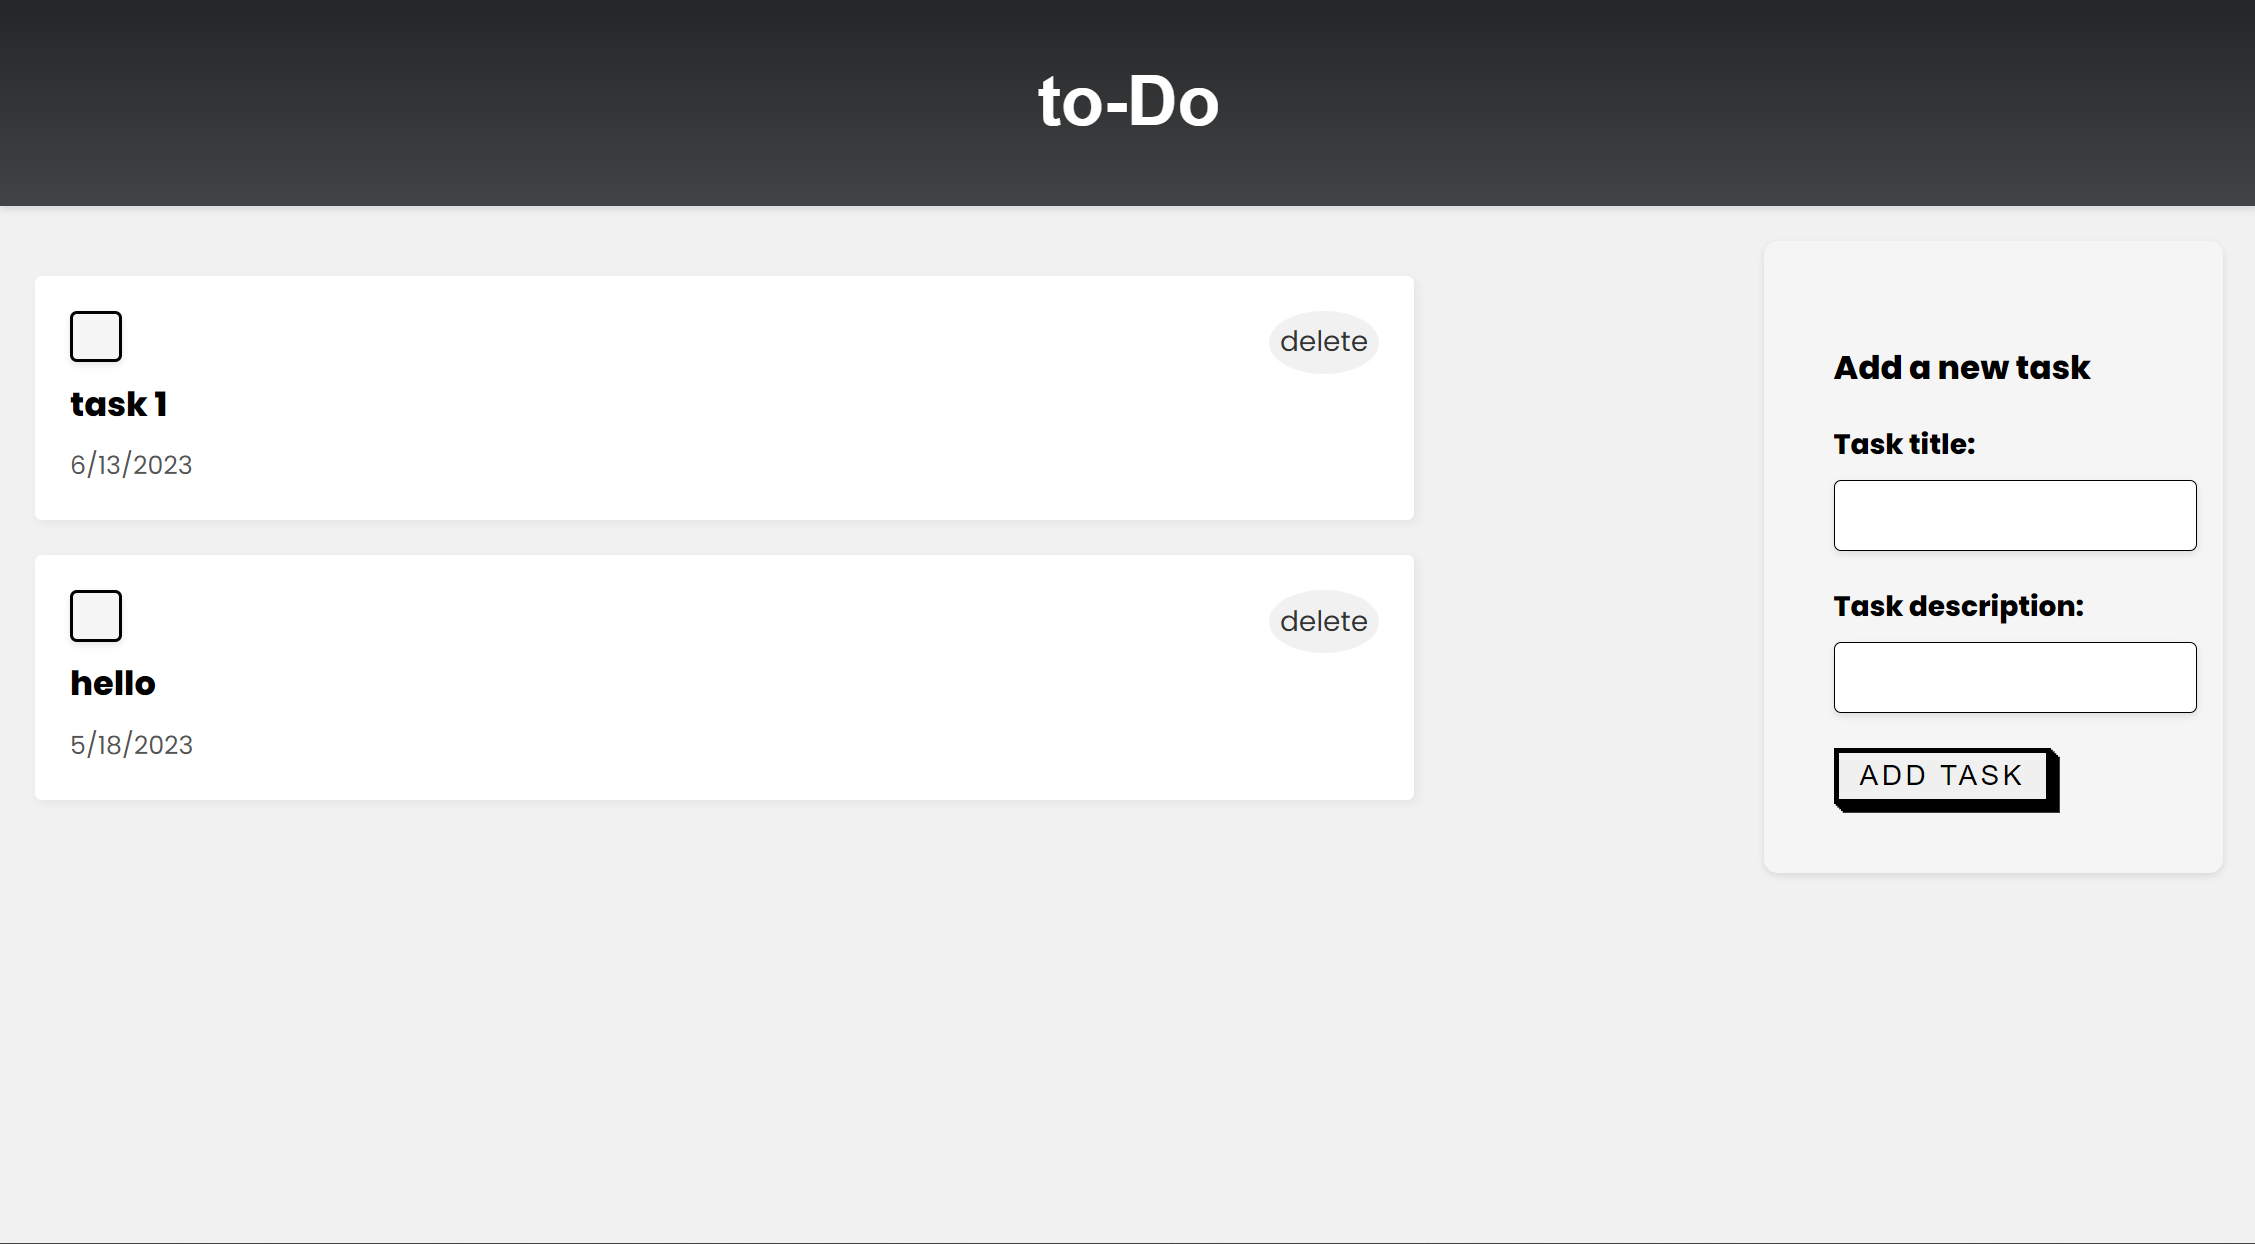 to-Do
delete
task 1
6/13/2023
delete
hello
5/18/2023
Add a new task
Task title:
Task description:
ADD TASK